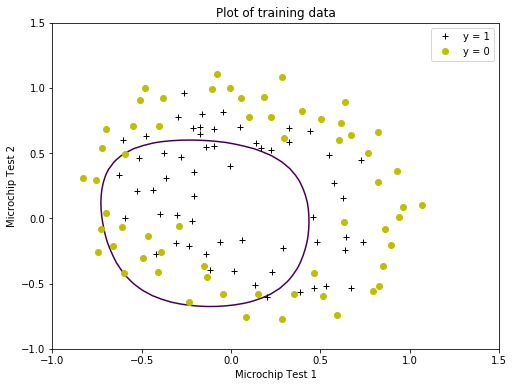 Plot of training data
y = 1
y = 0
1.5
1.0
0.5
0.0
−0.5
−1.0
Microchip Test 2
−1.0 −0.5 0.0 0.5 1.0 1.5
Microchip Test 1